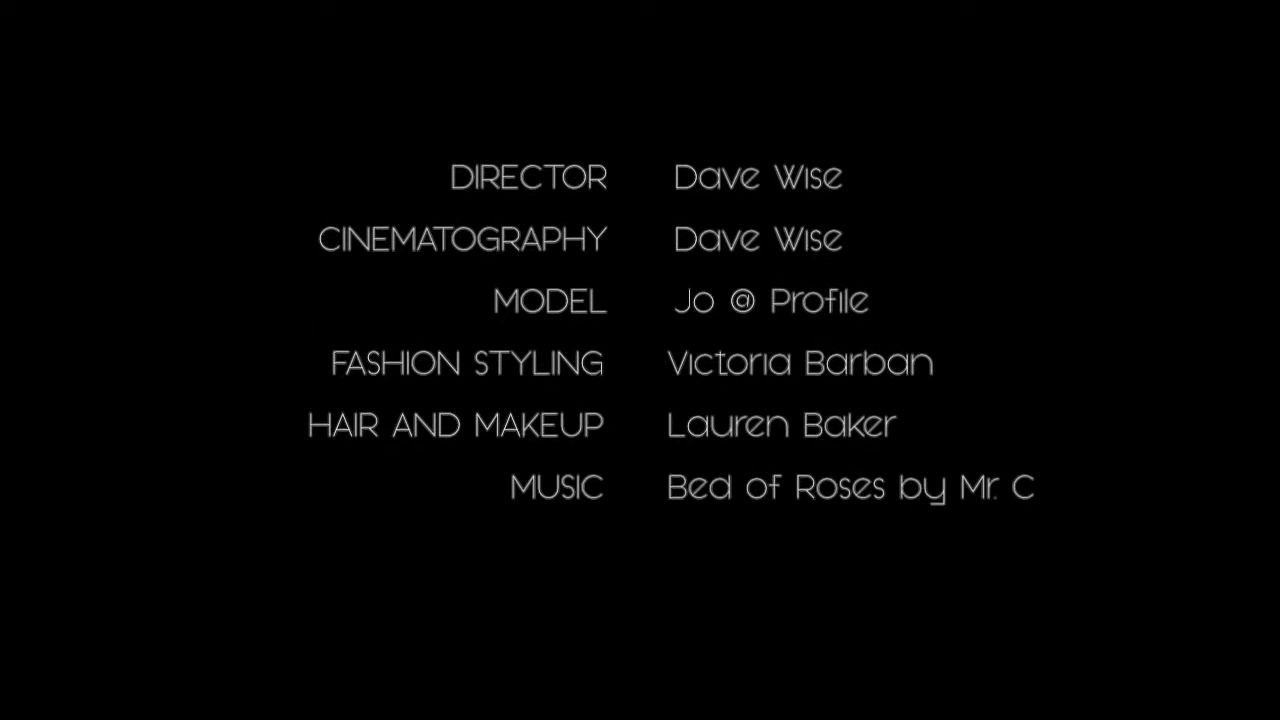 DIRECTOR Dave Wise
CINEMATOGRAPHY Dave Wise
MODEL Jo @ Profile
FASHION STYLING Victoria Barban
HAIR AND MAKEUP Lauren Baker
MUSIC Bed of Roses by Mr. C